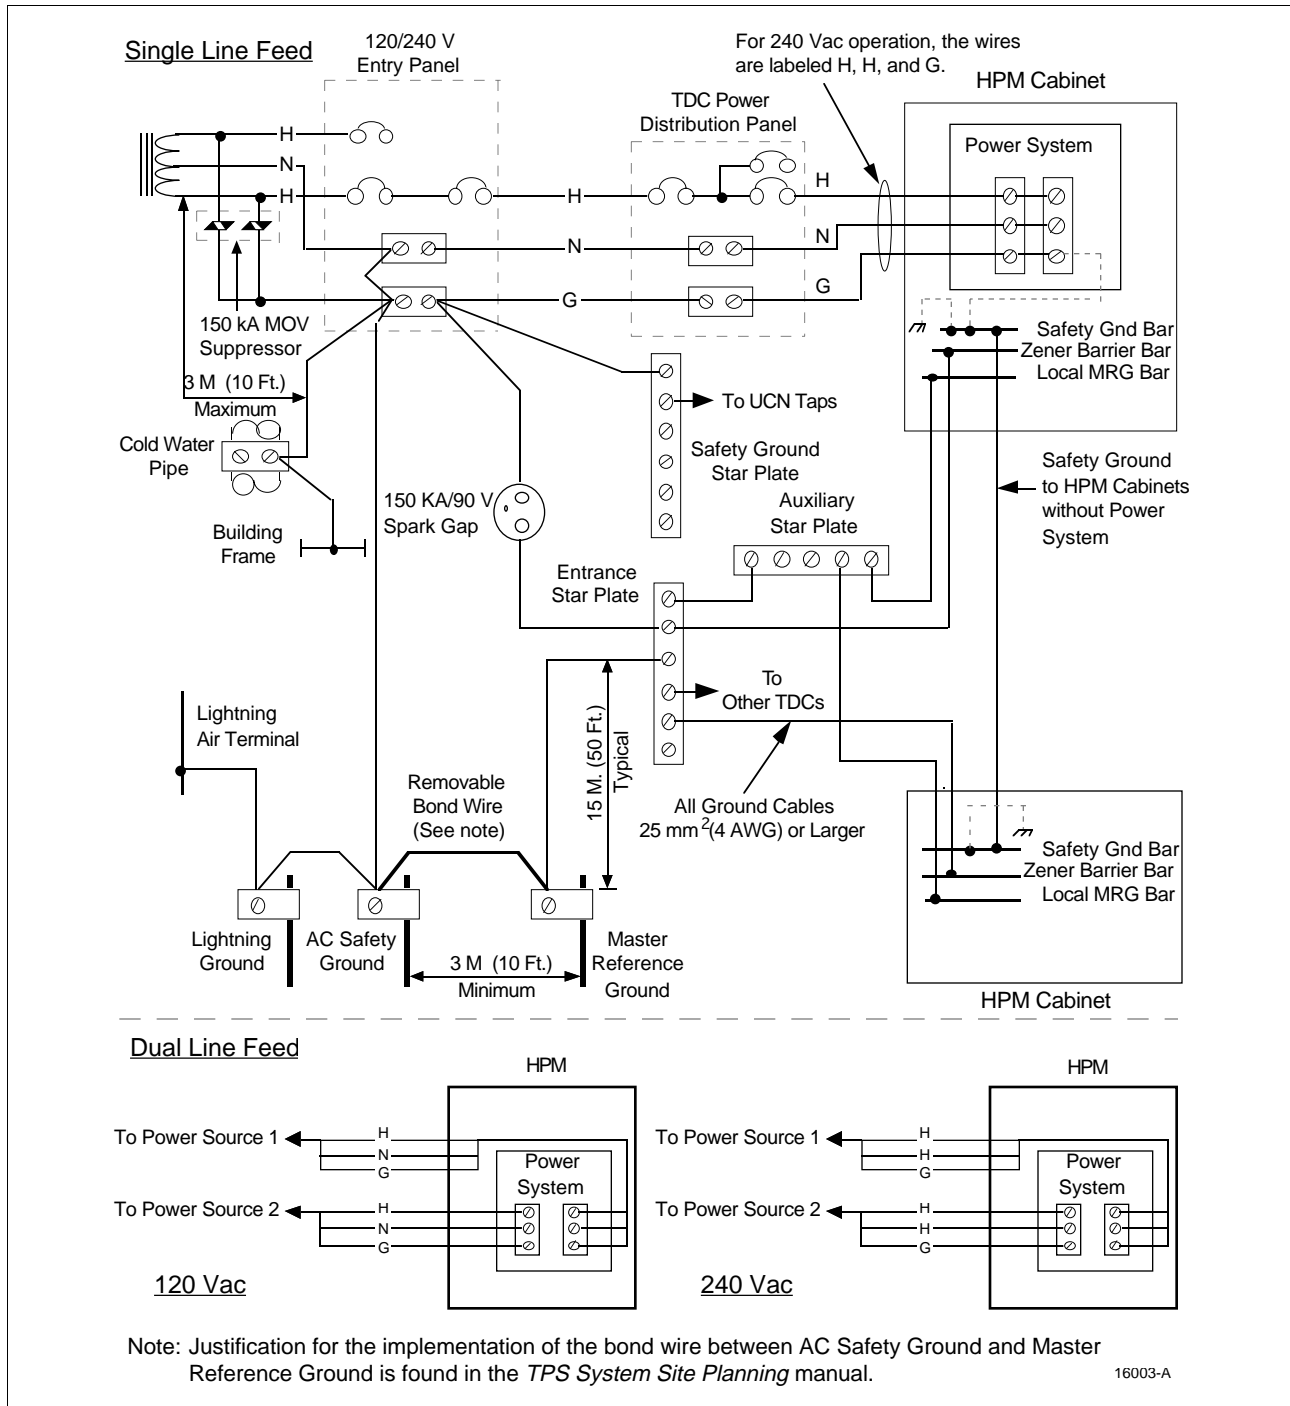 Single Line Feed
120/240 V
Entry Panel
For 240 Vac operation, the wires
are labeled H, H, and G.
HPM Cabinet
TDC Power
Distribution Panel
Power System
H
N
H
H
H
N
N
G
G
150 kA MOV
Suppressor
3 M (10 Ft.)
Maximum
Safety Gnd Bar
Zener Barrier Bar
Local MRG Bar
To UCN Taps
Cold Water
Pipe
Safety Ground
Star Plate
Safety Ground
to HPM Cabinets
without Power
System
150 KA/90 V
Spark Gap
Auxiliary
Star Plate
Building
Frame
Entrance
Star Plate
To
Other TDCs
Lightning
Air Terminal
15 M. (50 Ft.)
Typical
Removable
Bond Wire
(See note)
All Ground Cables
25 mm2(4 AWG) or Larger
Safety Gnd Bar
Zener Barrier Bar
Local MRG Bar
Lightning
Ground
AC Safety
Ground
3 M (10 Ft.)
Minimum
Master
Reference
Ground
HPM Cabinet
Dual Line Feed
HPM
To Power Source 1
H
N
G
Power
System
To Power Source 2
H
N
G
120 Vac
HPM
To Power Source 1
H
H
G
Power
System
To Power Source 2
H
H
G
240 Vac
Note: Justification for the implementation of the bond wire between AC Safety Ground and Master
Reference Ground is found in the TPS System Site Planning manual.
16003-A